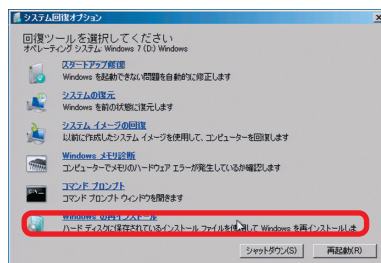 システム回復オプション
回復ツールを選択してください
オペレーティング システム: Windows 7 (D:) Windows
スタートアップ修復
Windows を起動できない問題を自動的に修正します
システムの復元
Windows を前の状態に復元します
システム イメージの回復
以前に作成したシステム イメージを使用して、コンピューターを回復します
Windows メモリ診断
コンピューターでメモリのハードウェア エラーが発生しているか確認します
コマンド プロンプト
コマンド プロンプト ウィンドウを開きます
Windows の再インストール
ハード ディスクに保存されているインストール ファイルを使用して Windows を再インストールしま
シャットダウン(S)
再起動(R)